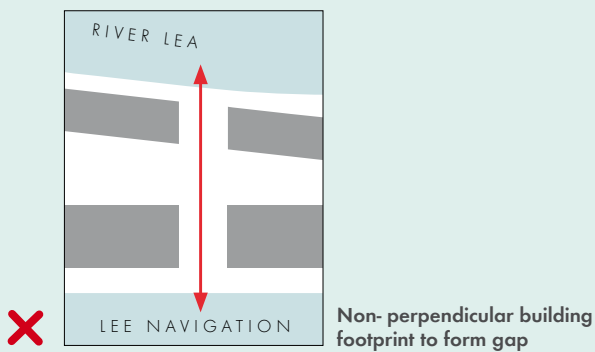 RIVER LEA
LEE NAVIGATION
Non- perpendicular building
footprint to form gap